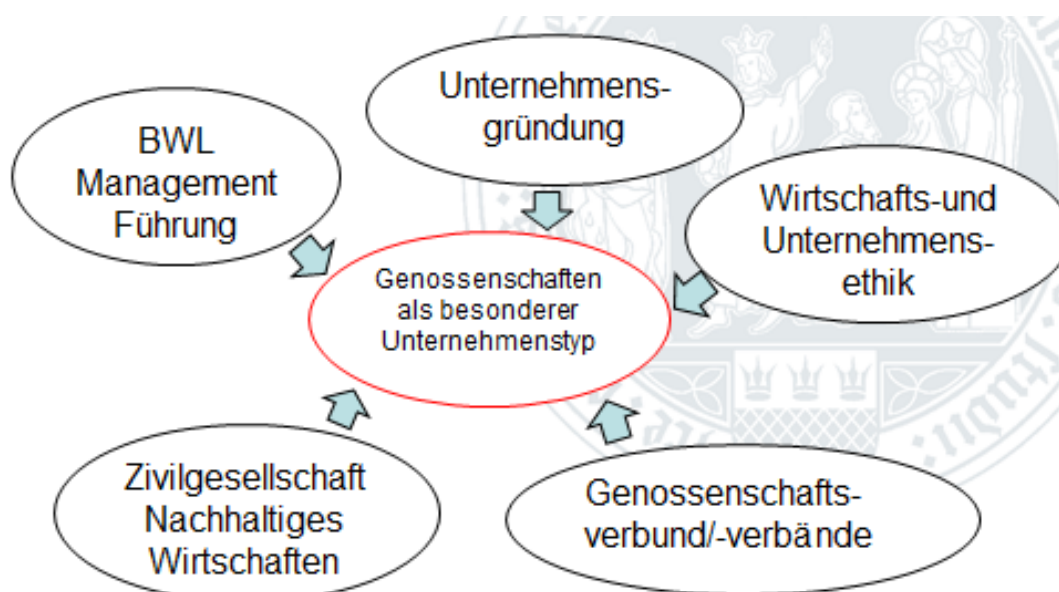 Unternehmens-
gründung
BWL
Management
Führung
Wirtschafts-und
Unternehmens-
ethik
Genossenschaften
als besonderer
Unternehmenstyp
Zivilgesellschaft
Nachhaltiges
Wirtschaften
Genossenschafts-
verbund/-verbände